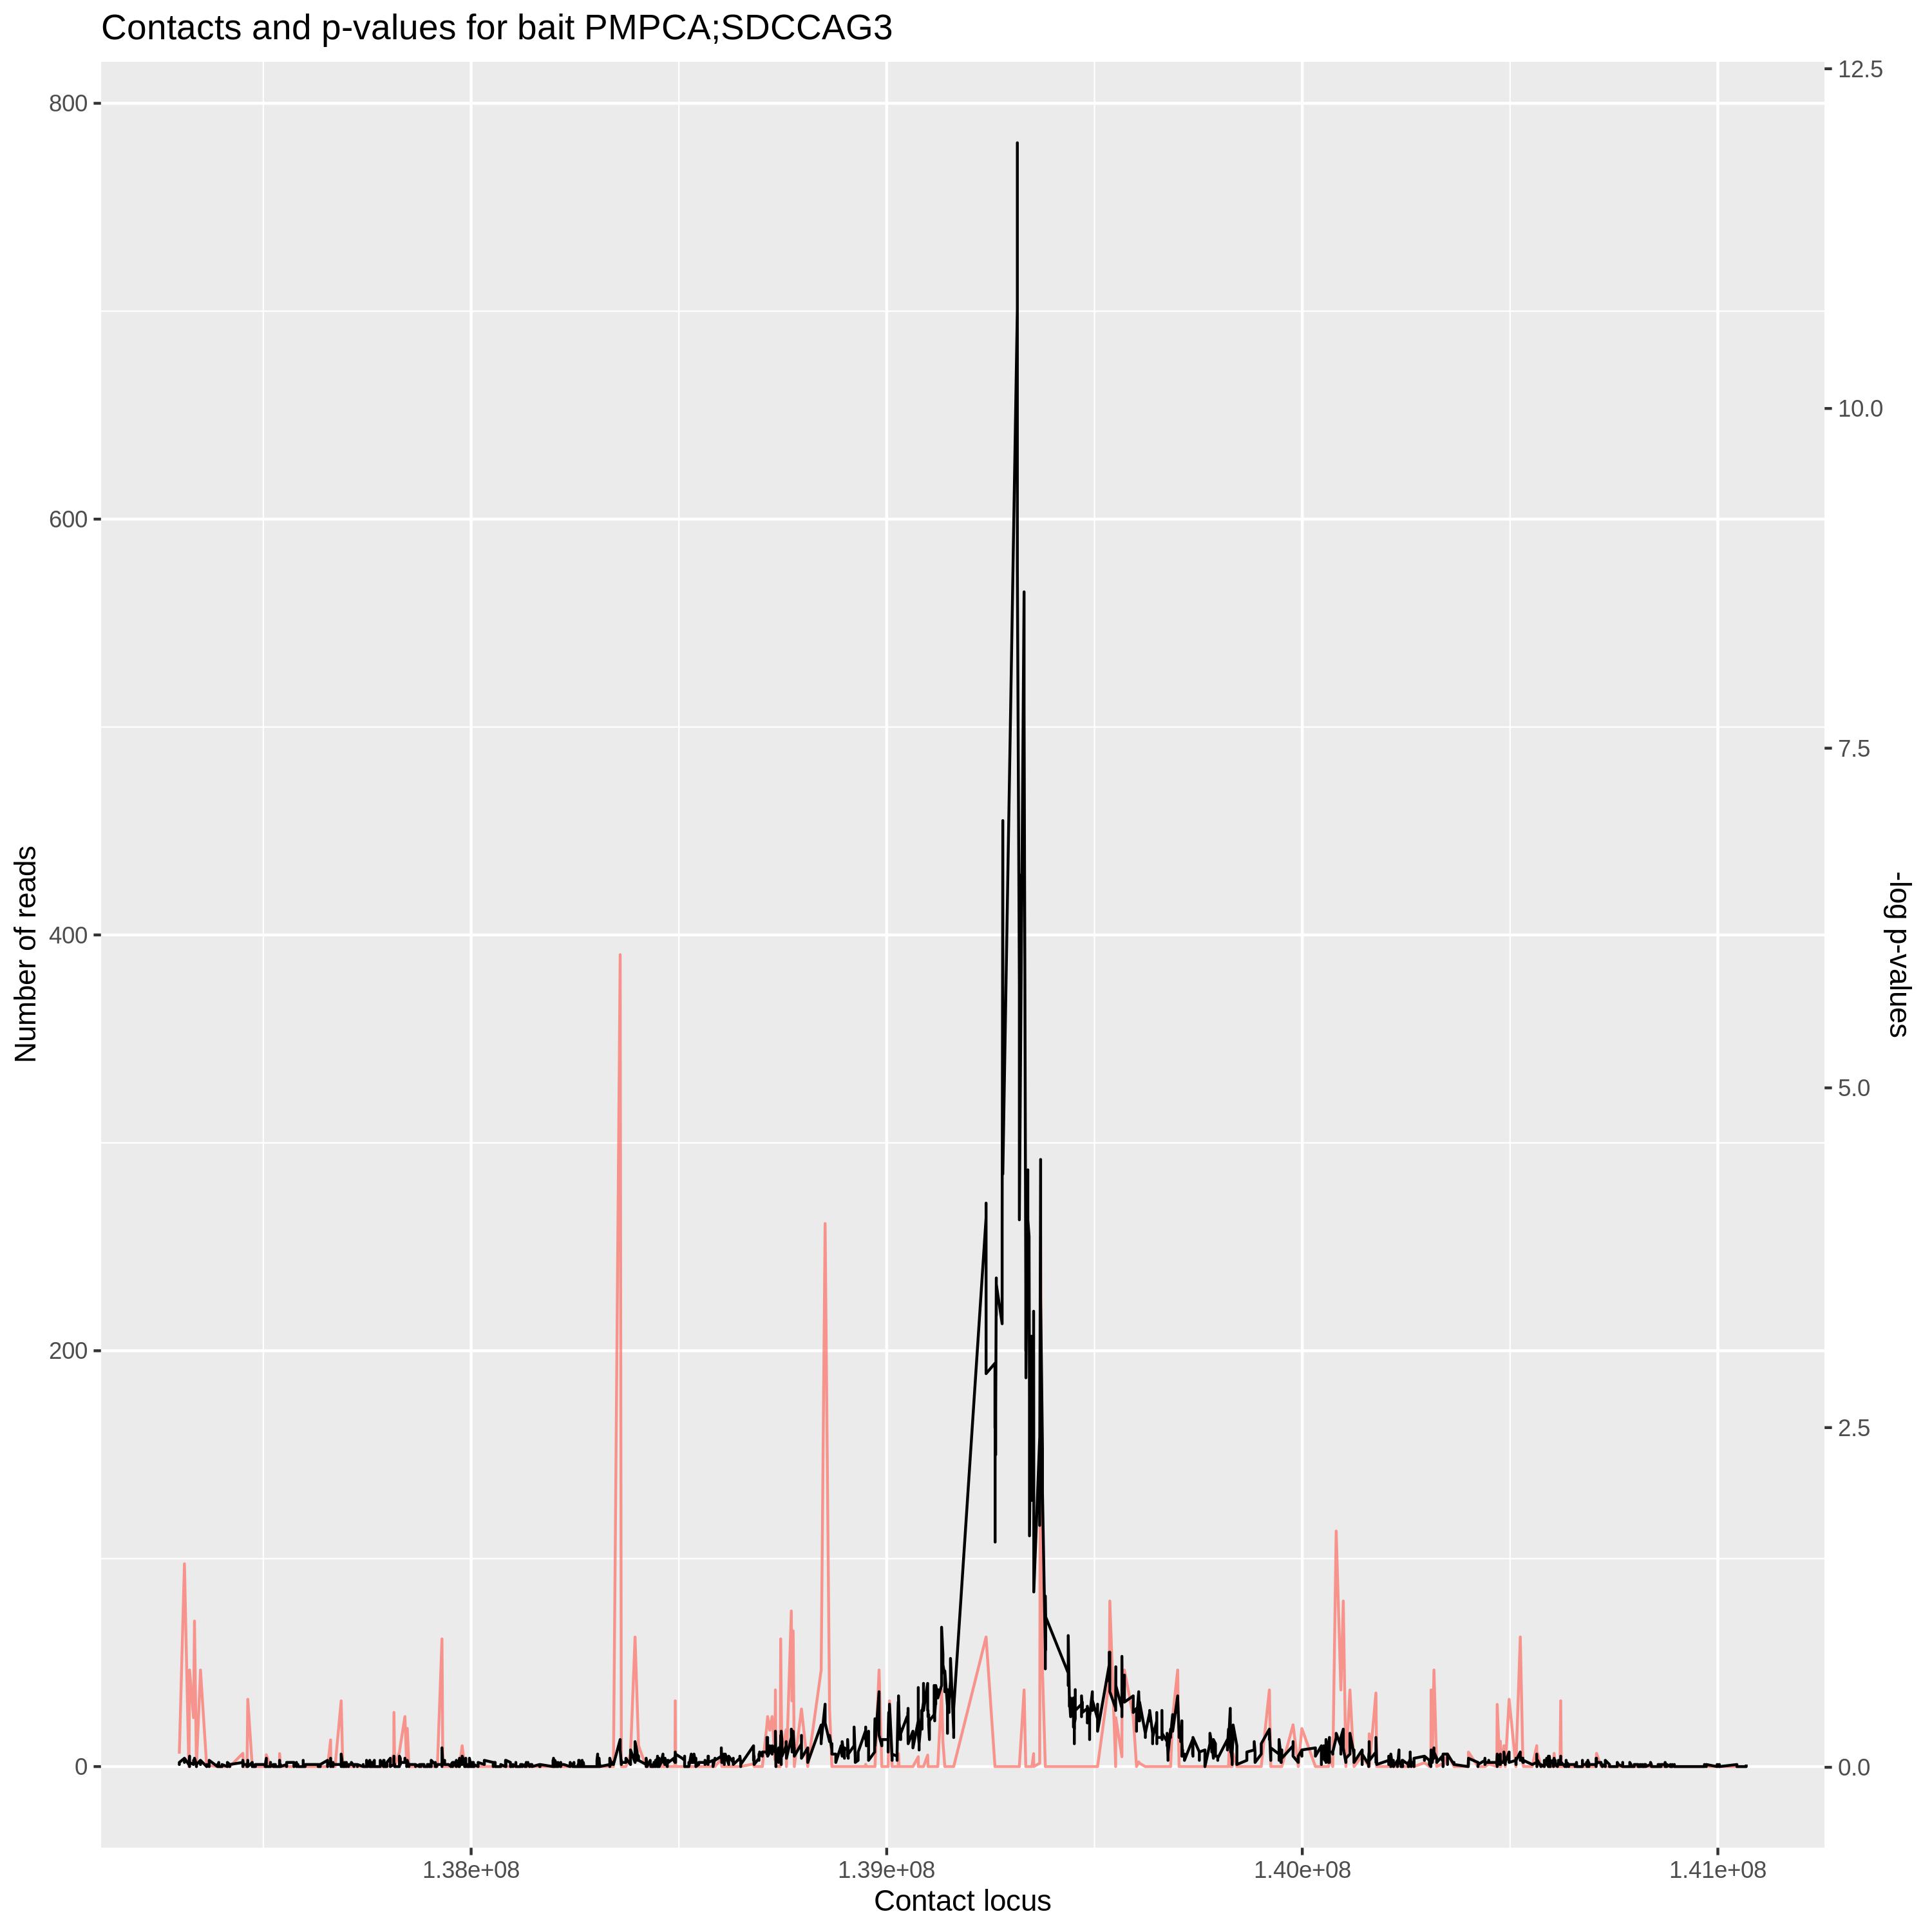 Contacts and p-values for bait PMPCA;SDCCAG3
12.5
800
10.0
600
7.5
Number of reads
-log p-values
400
5.0
200
2.5
0
0.0
1.38e+08
1.39e+08
1.40e+08
1.41e+08
Contact locus